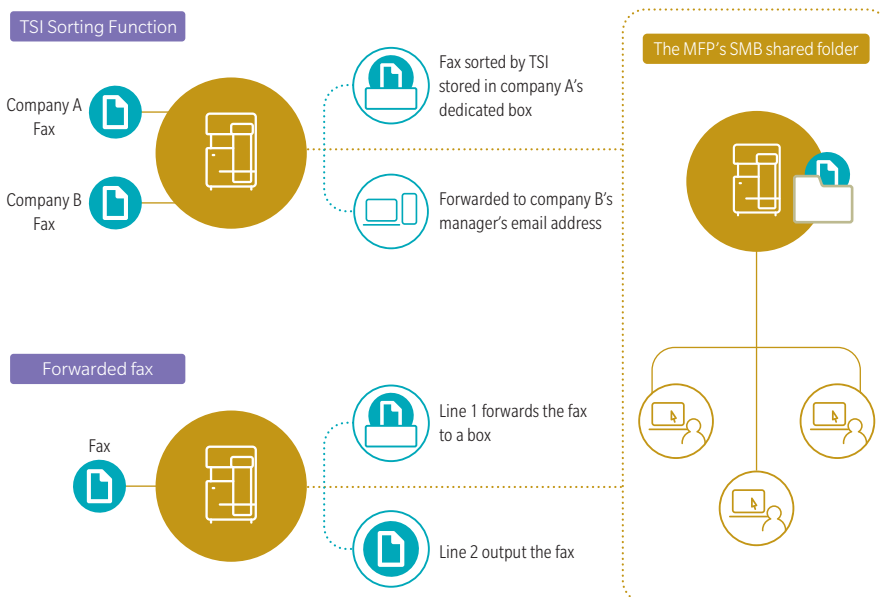 TSI Sorting Function
Company A
Fax
Company B
Fax
Fax sorted by TSI
stored in company A's
dedicated box
Forwarded to company B's
manager's email address
Forwarded fax
Fax
Line 1 forwards the fax
to a box
Line 2 output the fax
The MFP's SMB shared folder